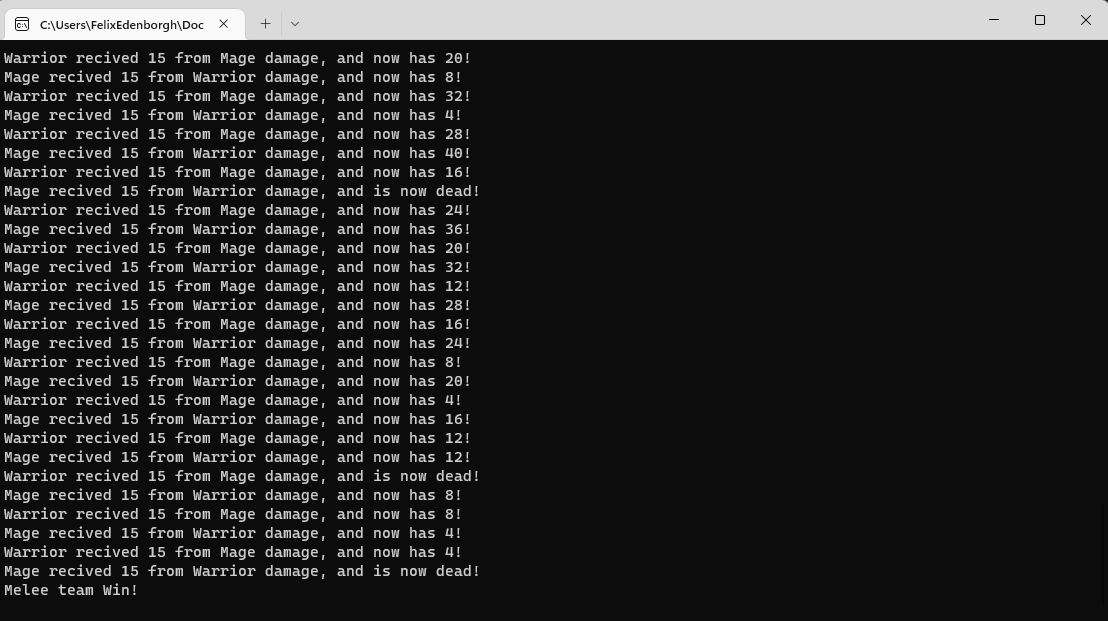 C:\Users\FelixEdenborgh\Doc
Warrior recived 15 from Mage damage, and now has 20!
Mage recived 15 from Warrior damage, and now has 8!
Warrior recived 15 from Mage damage, and now has 32!
Mage recived 15 from Warrior damage, and now has 4!
Warrior recived 15 from Mage damage, and now has 28!
Mage recived 15 from Warrior damage, and now has 40!
Warrior recived 15 from Mage damage, and now has 16!
Mage recived 15 from Warrior damage, and is now dead!
Warrior recived 15 from Mage damage, and now has 24!
Mage recived 15 from Warrior damage, and now has 36!
Warrior recived 15 from Mage damage, and now has 20!
Mage recived 15 from Warrior damage, and now has 32!
Warrior recived 15 from Mage damage, and now has 12!
Mage recived 15 from Warrior damage, and now has 28!
Warrior recived 15 from Mage damage, and now has 16!
Mage recived 15 from Warrior damage, and now has 24!
Warrior recived 15 from Mage damage, and now has 8!
Mage recived 15 from Warrior damage, and now has 20!
Warrior recived 15 from Mage damage, and now has 4!
Mage recived 15 from Warrior damage, and now has 16!
Warrior recived 15 from Mage damage, and now has 12!
Mage recived 15 from Warrior damage, and now has 12!
Warrior recived 15 from Mage damage, and is now dead!
Mage recived 15 from Warrior damage, and now has 8!
Warrior recived 15 from Mage damage, and now has 8!
Mage recived 15 from Warrior damage, and now has 4!
Warrior recived 15 from Mage damage, and now has 4!
Mage recived 15 from Warrior damage, and is now dead!
Melee team Win!